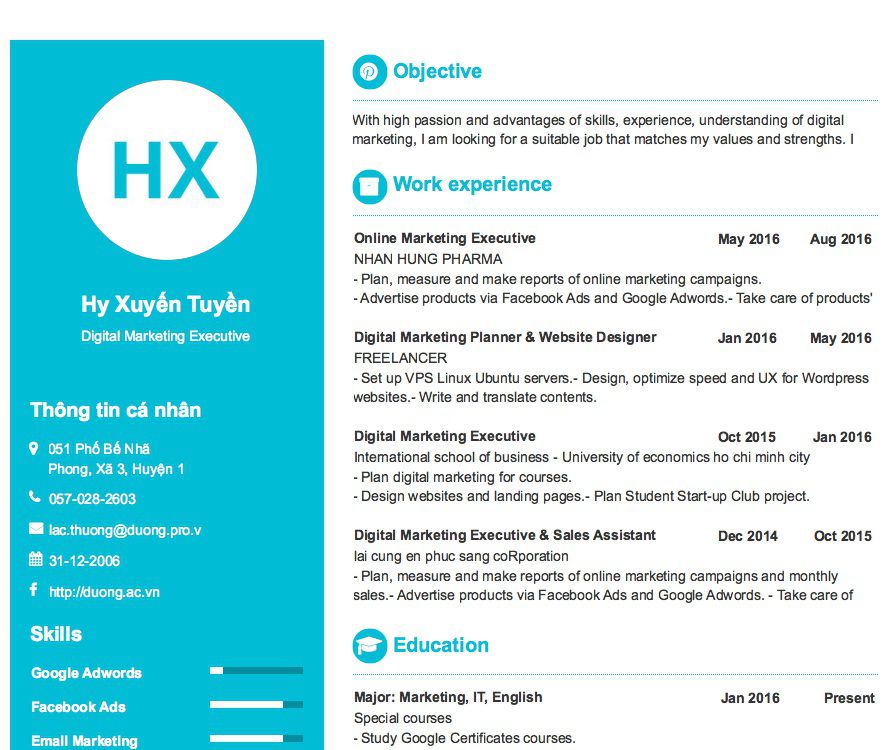 HX
Hy Xuyến Tuyền
Digital Marketing Executive
Thông tin cá nhân
051 Phố Bế Nhã
Phong, Xã 3, Huyện 1
057-028-2603
lac.thuong@duong.pro.v
31-12-2006
http://duong.ac.vn
Skills
Google Adwords
Facebook Ads
Email Marketing
Objective
With high passion and advantages of skills, experience, understanding of digital
marketing, I am looking for a suitable job that matches my values and strengths. I
Work experience
Online Marketing Executive May 2016 Aug 2016
NHAN HUNG PHARMA
- Plan, measure and make reports of online marketing campaigns.
- Advertise products via Facebook Ads and Google Adwords.- Take care of products'
Digital Marketing Planner & Website Designer Jan 2016 May 2016
FREELANCER
- Set up VPS Linux Ubuntu servers.- Design, optimize speed and UX for Wordpress
websites.- Write and translate contents.
Digital Marketing Executive Oct 2015 Jan 2016
International school of business - University of economics ho chi minh city
- Plan digital marketing for courses.
- Design websites and landing pages.- Plan Student Start-up Club project.
Digital Marketing Executive & Sales Assistant Dec 2014 Oct 2015
lai cung en phuc sang coRporation
- Plan, measure and make reports of online marketing campaigns and monthly
sales.- Advertise products via Facebook Ads and Google Adwords. - Take care of
Education
Major: Marketing, IT, English Jan 2016 Present
Special courses
- Study Google Certificates courses.